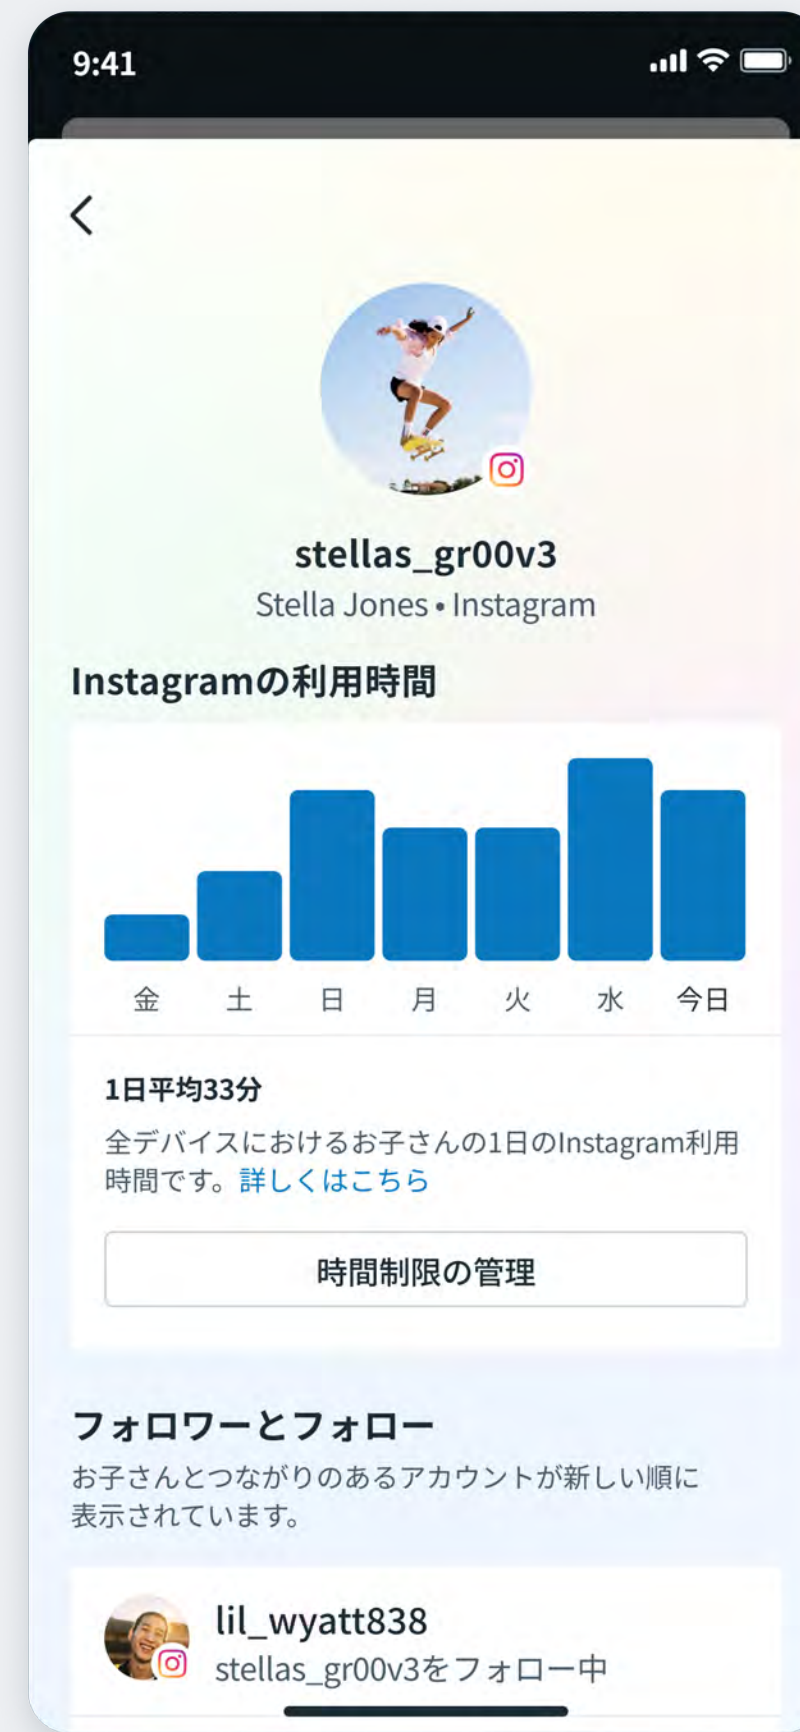 9:41
stellas_gr00v3
Stella Jones • Instagram
Instagramの利用時間
金 土 日 月 火 水 今日
1日平均33分
全デバイスにおけるお子さんの1日のInstagram利用
時間です。詳しくはこちら
時間制限の管理
フォロワーとフォロー
お子さんとつながりのあるアカウントが新しい順に
表示されています。
lil_wyatt838
stellas_gr00v3をフォロー中